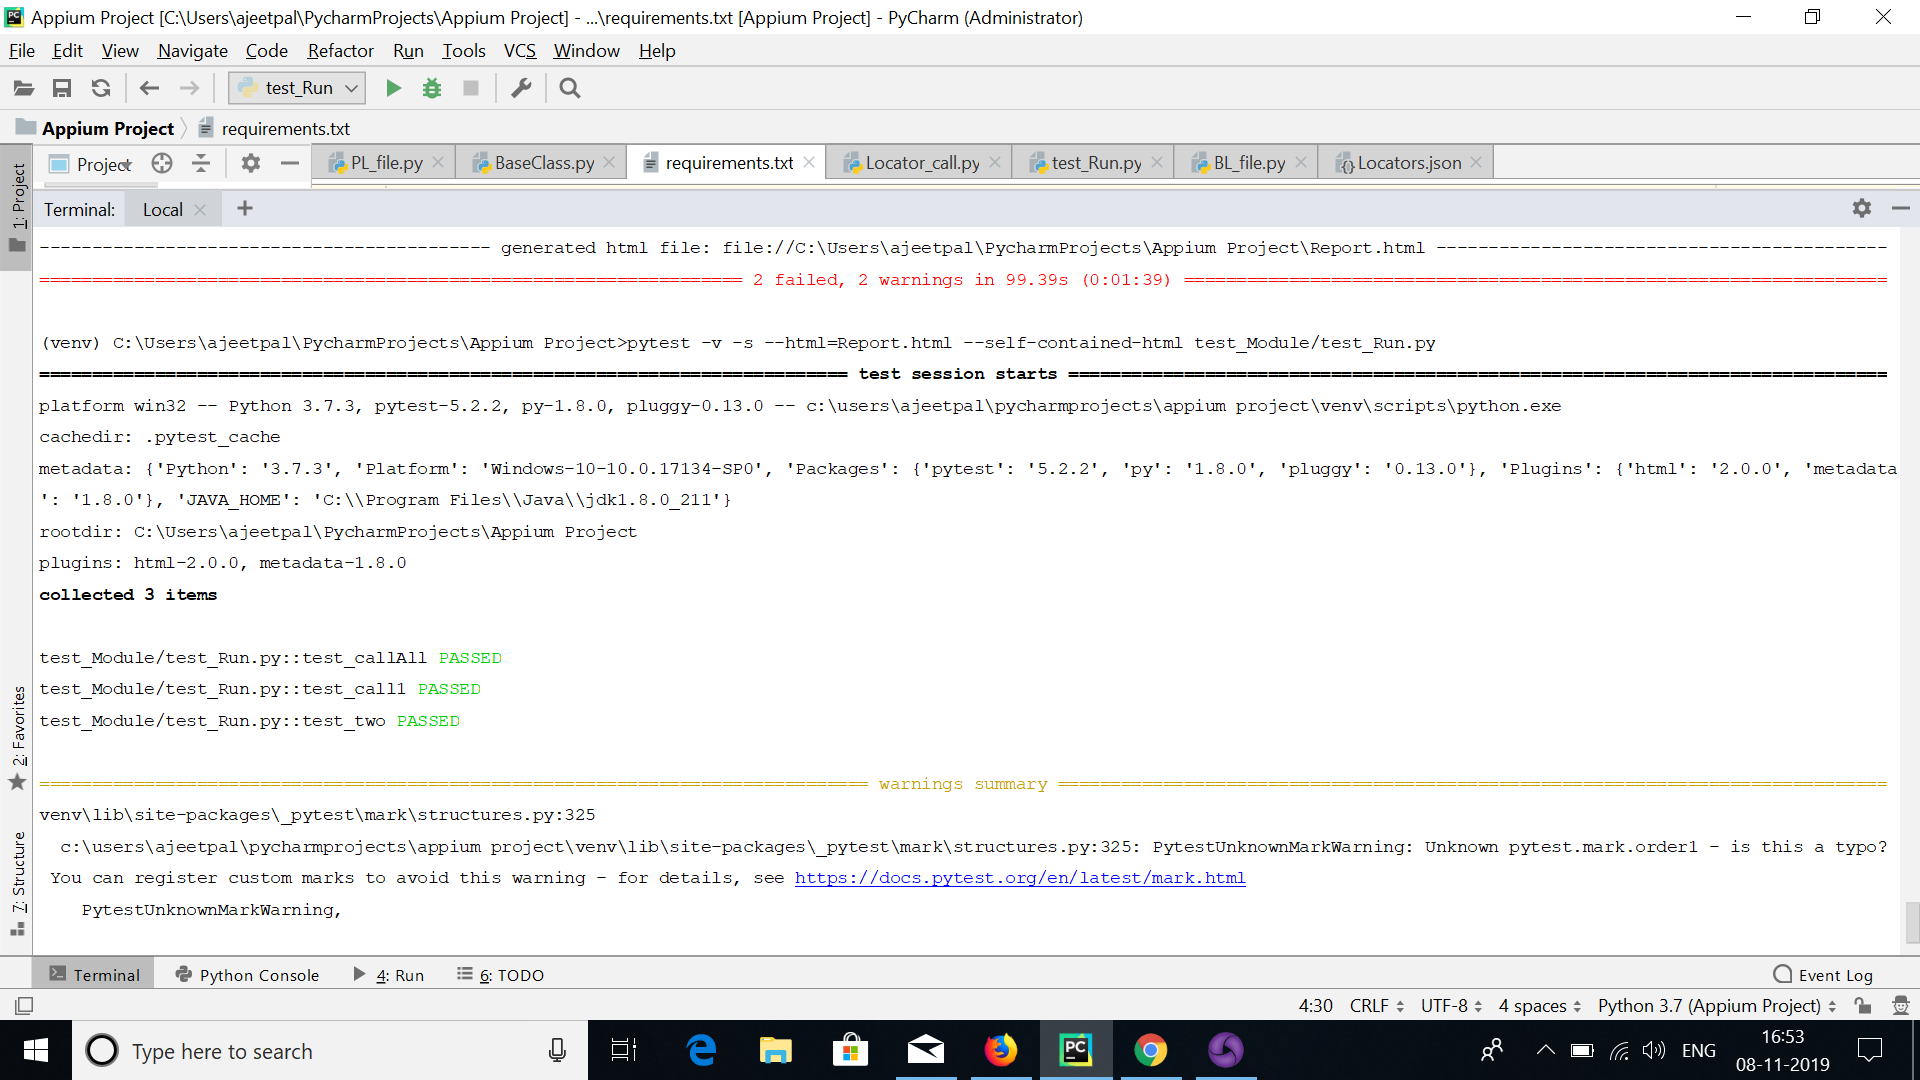 Appium Project [C:\Users\ajeetpal\PycharmProjects\Appium Project] - ...\requirements.txt [Appium Project] - PyCharm (Administrator)
File Edit View Navigate Code Refactor Run Tools VCS Window Help
test_Run
Appium Project requirements.txt
Project PL_file.py BaseClass.py requirements.txt Locator_call.py test_Run.py BL_file.py Locators.json
1: Project
Terminal: Local +
------------------------------------------- generated html file: file://C:\Users\ajeetpal\PycharmProjects\Appium Project\Report.html -------------------------------------------
=================================================================== 2 failed, 2 warnings in 99.39s (0:01:39) ===================================================================
(venv) C:\Users\ajeetpal\PycharmProjects\Appium Project>pytest -v -s --html=Report.html --self-contained-html test_Module/test_Run.py
============================================================================= test session starts ==============================================================================
platform win32 -- Python 3.7.3, pytest-5.2.2, py-1.8.0, pluggy-0.13.0 -- c:\users\ajeetpal\pycharmprojects\appium project\venv\scripts\python.exe
cachedir: .pytest_cache
metadata: {'Python': '3.7.3', 'Platform': 'Windows-10-10.0.17134-SP0', 'Packages': {'pytest': '5.2.2', 'py': '1.8.0', 'pluggy': '0.13.0'}, 'Plugins': {'html': '2.0.0', 'metadata
': '1.8.0'}, 'JAVA_HOME': 'C:\\Program Files\\Java\\jdk1.8.0_211'}
rootdir: C:\Users\ajeetpal\PycharmProjects\Appium Project
plugins: html-2.0.0, metadata-1.8.0
collected 3 items
test_Module/test_Run.py::test_callAll PASSED
test_Module/test_Run.py::test_call1 PASSED
test_Module/test_Run.py::test_two PASSED
2: Favorites
=============================================================================== warnings summary ===============================================================================
venv\lib\site-packages\_pytest\mark\structures.py:325
c:\users\ajeetpal\pycharmprojects\appium project\venv\lib\site-packages\_pytest\mark\structures.py:325: PytestUnknownMarkWarning: Unknown pytest.mark.order1 - is this a typo?
You can register custom marks to avoid this warning - for details, see https://docs.pytest.org/en/latest/mark.html
PytestUnknownMarkWarning,
7: Structure
Terminal Python Console 4: Run 6: TODO Event Log
4:30 CRLF UTF-8 4 spaces Python 3.7 (Appium Project)
Type here to search
ENG
16:53
08-11-2019